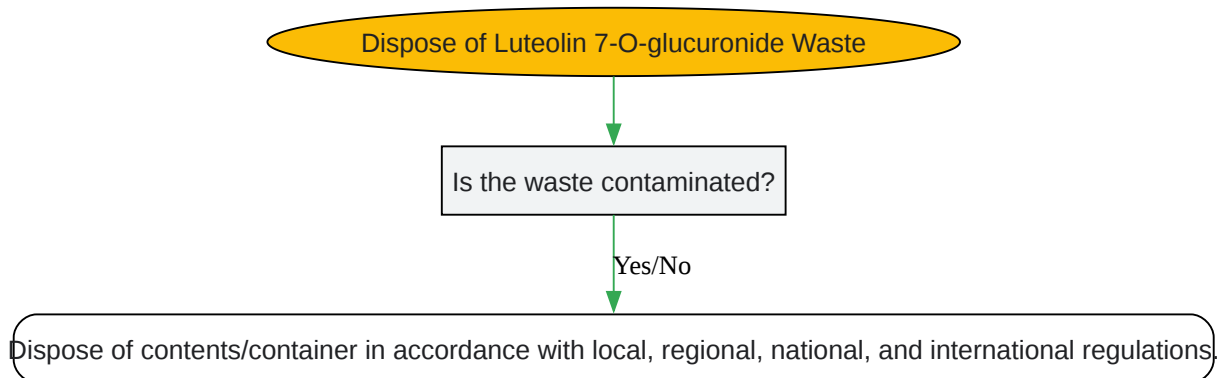 Dispose of Luteolin 7-O-glucuronide Waste
Is the waste contaminated?
Yes/No
Dispose of contents/container in accordance with local, regional, national, and international regulations.